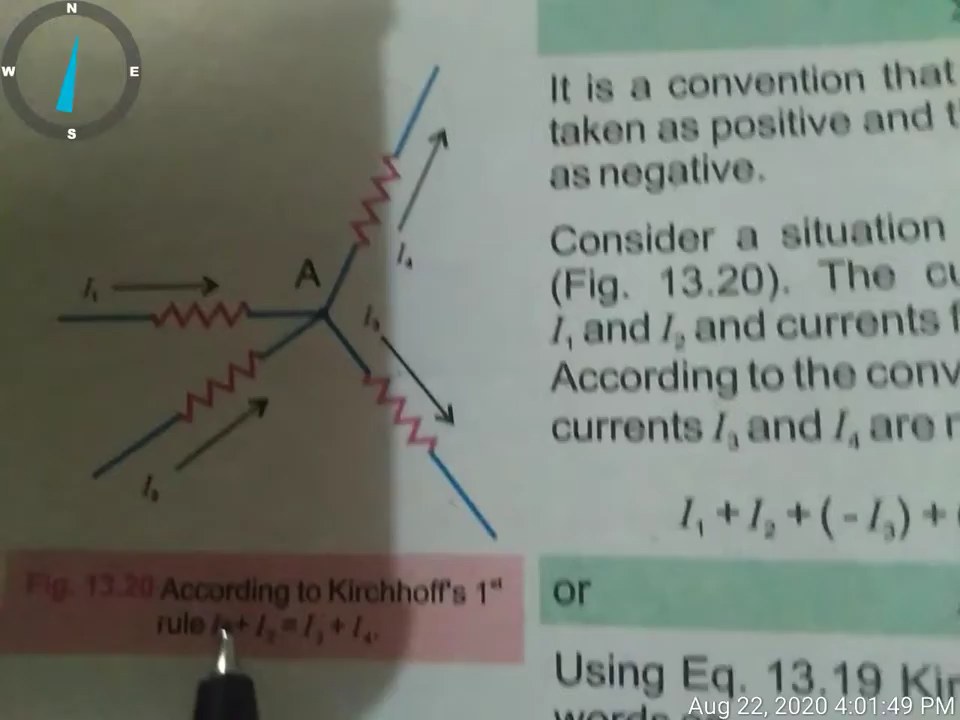 N
W E
S
It is a convention that
taken as positive and t
as negative.
Consider a situation
(Fig. 13.20). The cu
I₁ and I₂ and currents f
According to the conv
currents I₃ and I₄ are
I₁ + I₂ + (- I₃) + (
or
Using Eq. 13.19 Kir
words
I₄
A
I₁
I₃
I₂
Fig. 13.20 According to Kirchhoff's 1st
rule I₁ + I₂ = I₃ + I₄.
Aug 22, 2020 4:01:49 PM